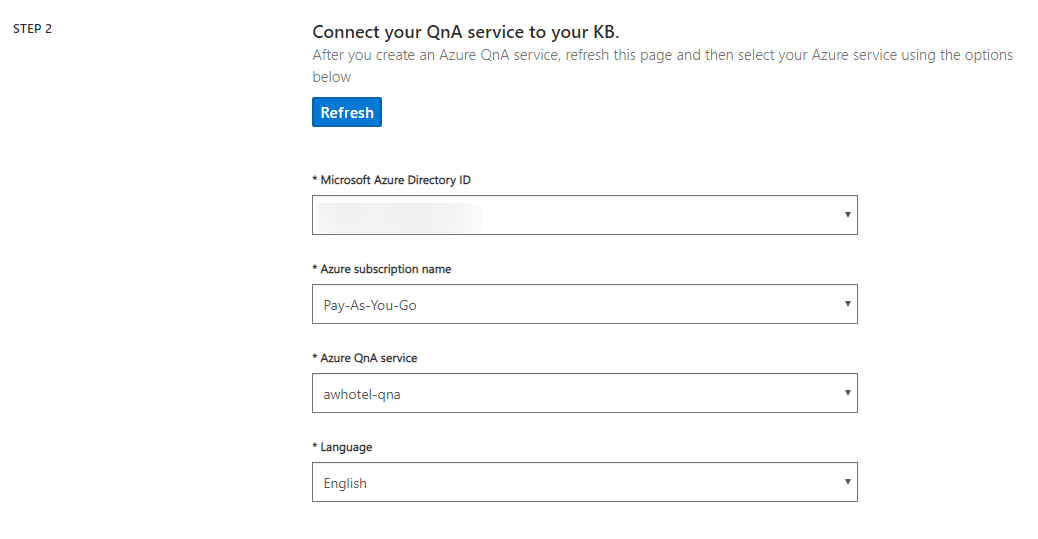 STEP 2
Connect your QnA service to your KB.
After you create an Azure QnA service, refresh this page and then select your Azure service using the options
below
Refresh
* Microsoft Azure Directory ID
* Azure subscription name
Pay-As-You-Go
* Azure QnA service
awhotel-qna
* Language
English